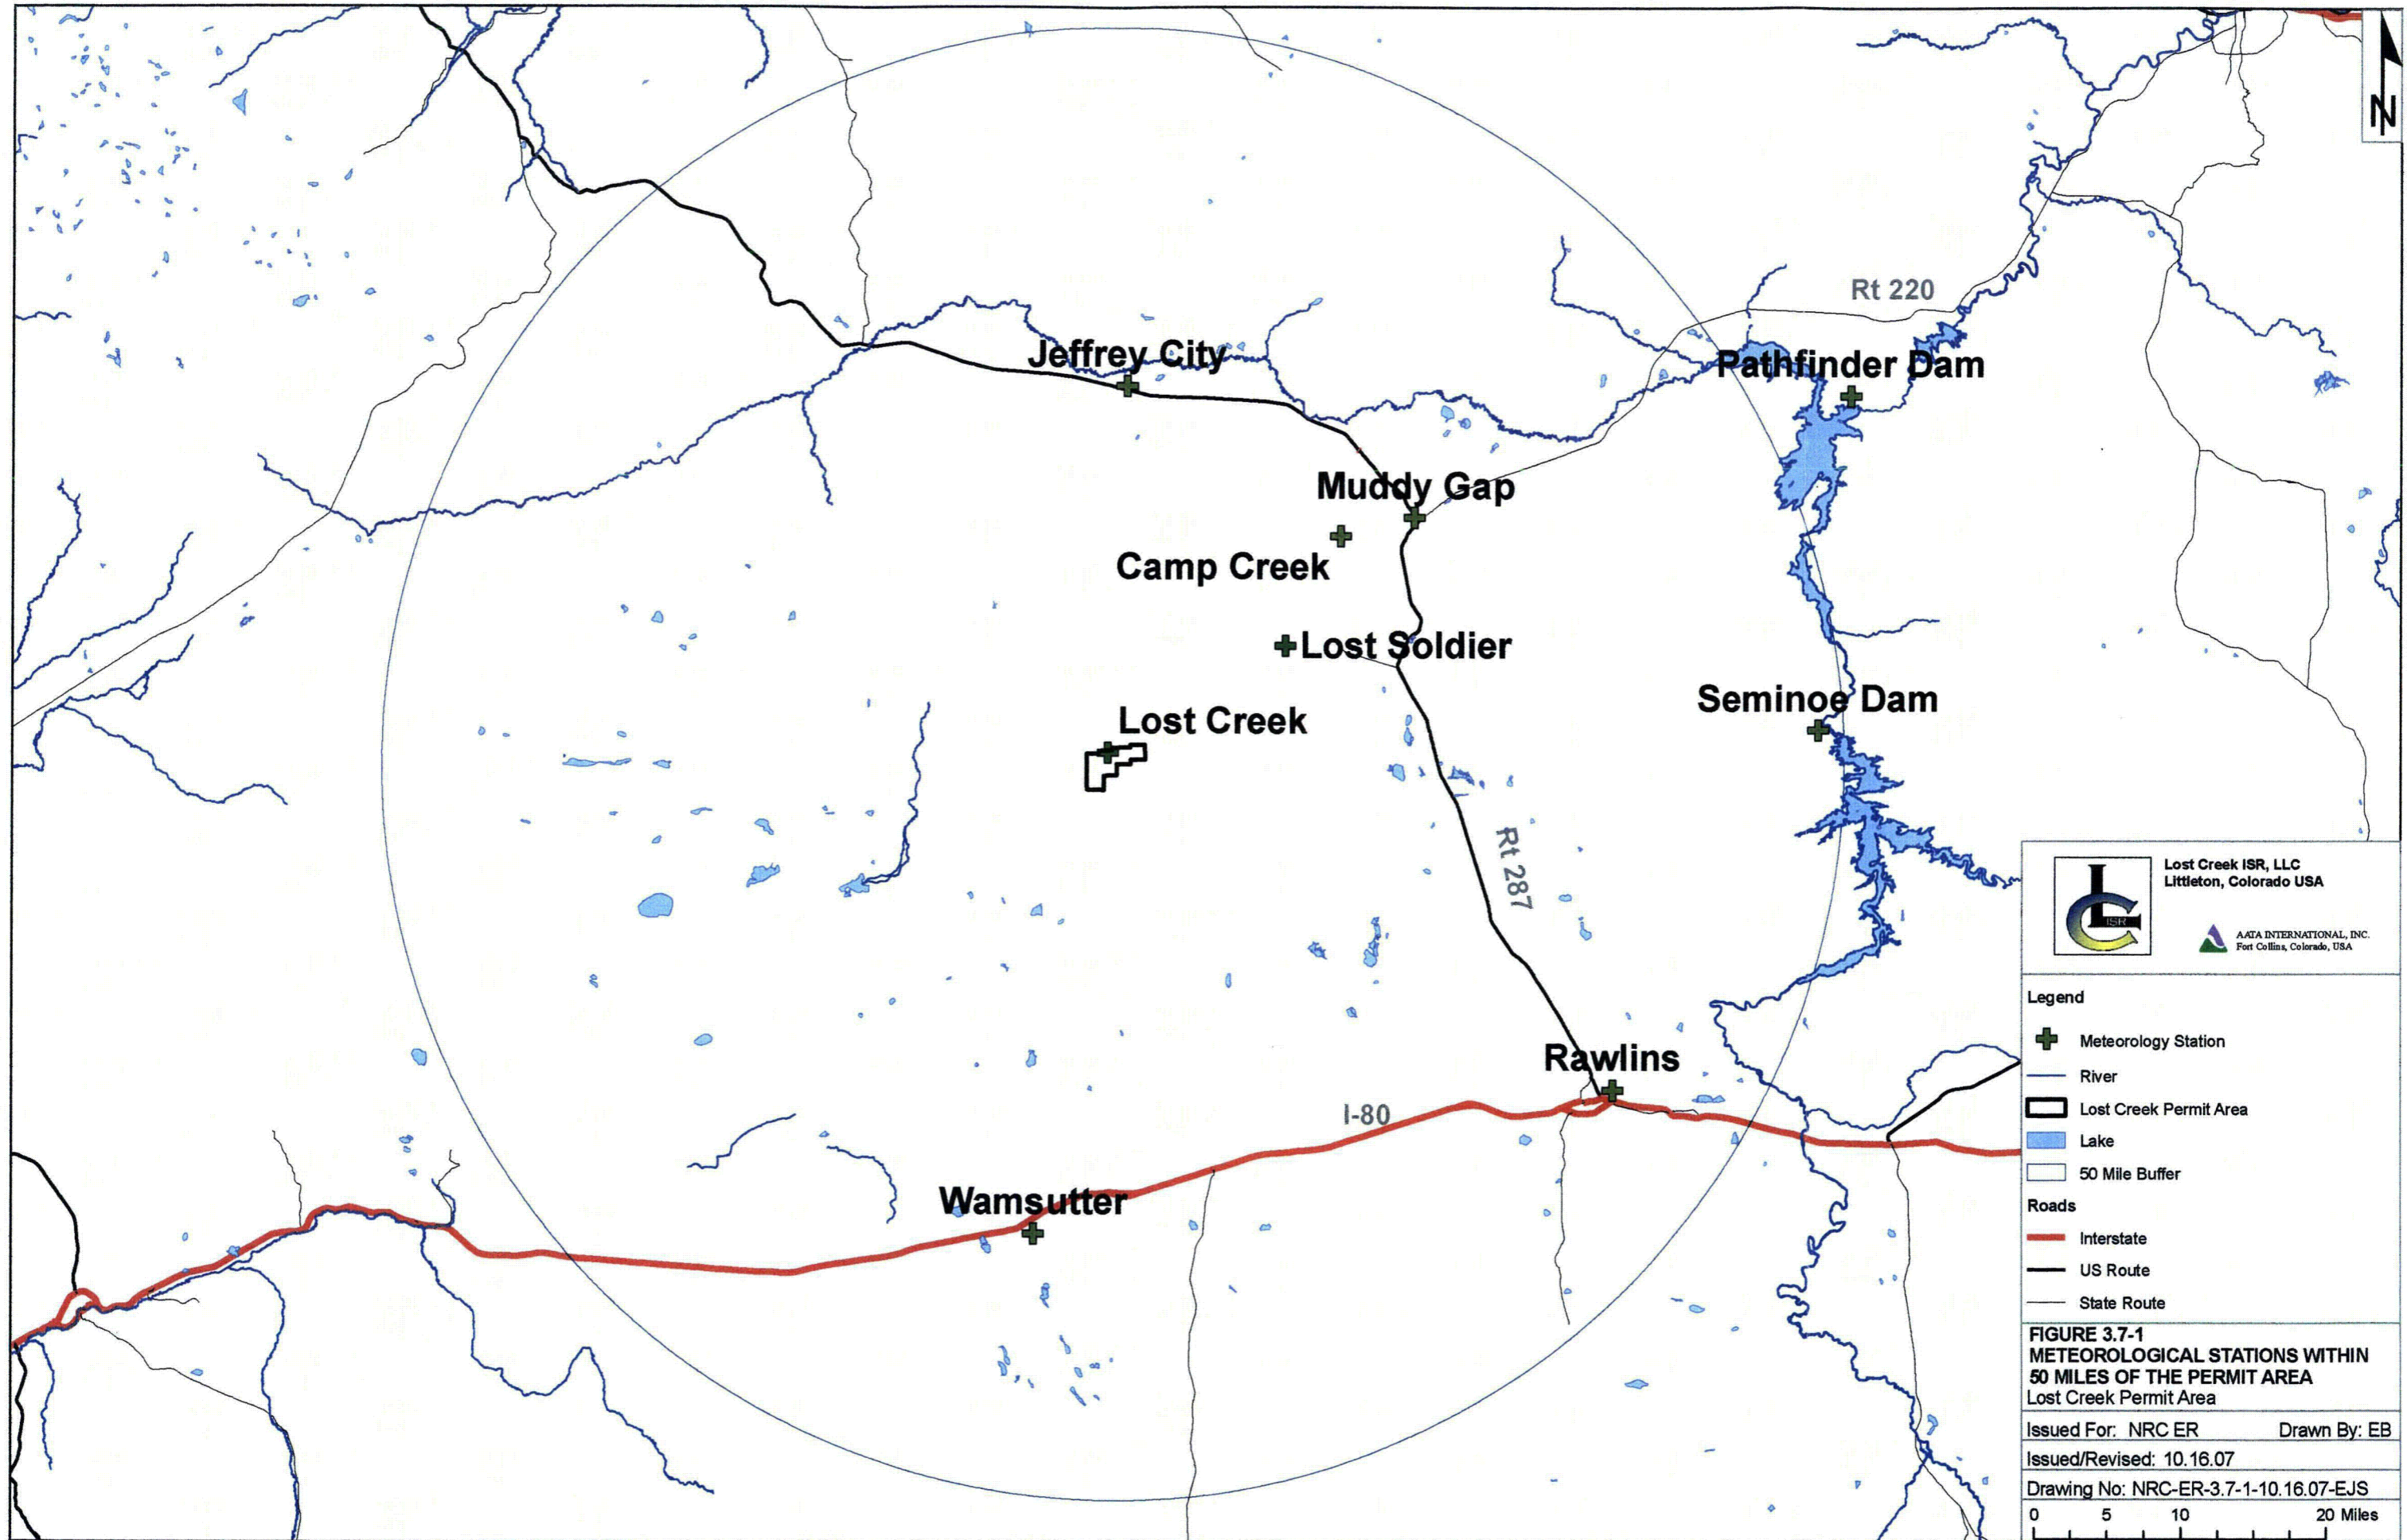 N
Rt 220
Jeffrey City
Pathfinder Dam
Muddy Gap
Camp Creek
Lost Soldier
Seminoe Dam
Lost Creek
Rt 287
Rawlins
I-80
Wamsutter
LC ISR
Lost Creek ISR, LLC
Littleton, Colorado USA
AATA INTERNATIONAL, INC.
Fort Collins, Colorado, USA
Legend
Meteorology Station
River
Lost Creek Permit Area
Lake
50 Mile Buffer
Roads
Interstate
US Route
State Route
FIGURE 3.7-1
METEOROLOGICAL STATIONS WITHIN
50 MILES OF THE PERMIT AREA
Lost Creek Permit Area
Issued For: NRC ER Drawn By: EB
Issued/Revised: 10.16.07
Drawing No: NRC-ER-3.7-1-10.16.07-EJS
0 5 10 20 Miles